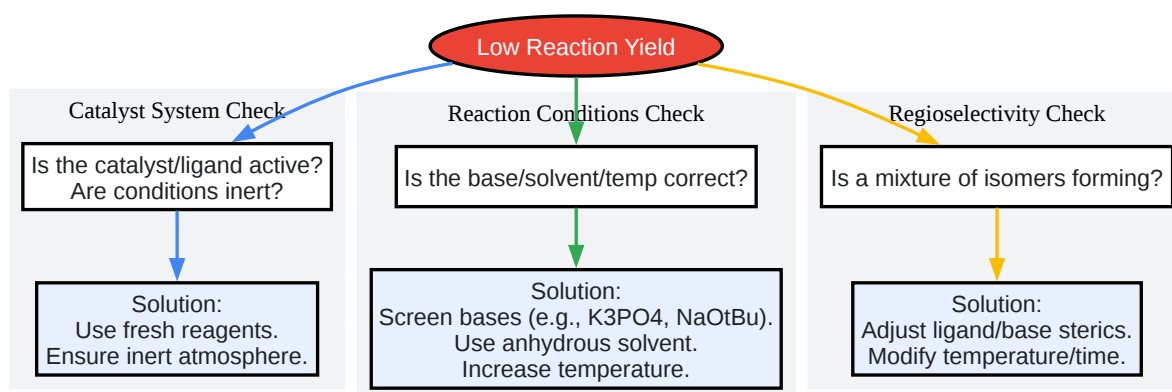 Low Reaction Yield
Catalyst System Check
Is the catalyst/ligand active?
Are conditions inert?
Solution:
Use fresh reagents.
Ensure inert atmosphere.
Reaction Conditions Check
Is the base/solvent/temp correct?
Solution:
Screen bases (e.g., K3PO4, NaOtBu).
Use anhydrous solvent.
Increase temperature.
Regioselectivity Check
Is a mixture of isomers forming?
Solution:
Adjust ligand/base sterics.
Modify temperature/time.